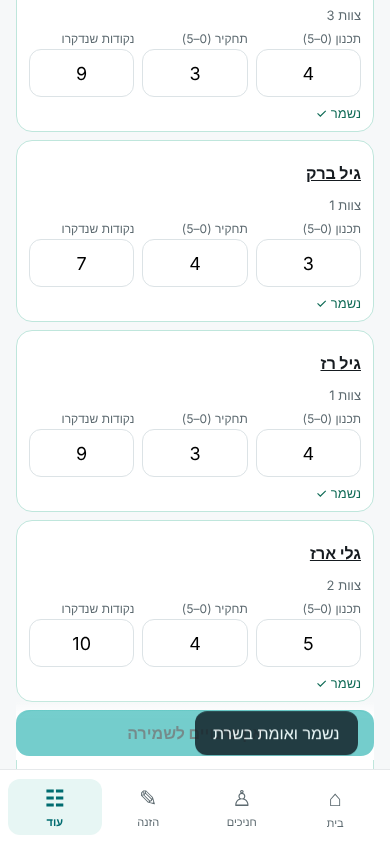 צוות 3
תכנון (0–5) תחקיר (0–5) נקודות שנדקרו
4 3 9
נשמר ✓
גיל ברק
צוות 1
תכנון (0–5) תחקיר (0–5) נקודות שנדקרו
3 4 7
נשמר ✓
גיל רז
צוות 1
תכנון (0–5) תחקיר (0–5) נקודות שנדקרו
4 3 9
נשמר ✓
גלי ארז
צוות 2
תכנון (0–5) תחקיר (0–5) נקודות שנדקרו
5 4 10
נשמר ✓
נשמר ואומת בשרת
לשמירה
בית חניכים הזנה עוד